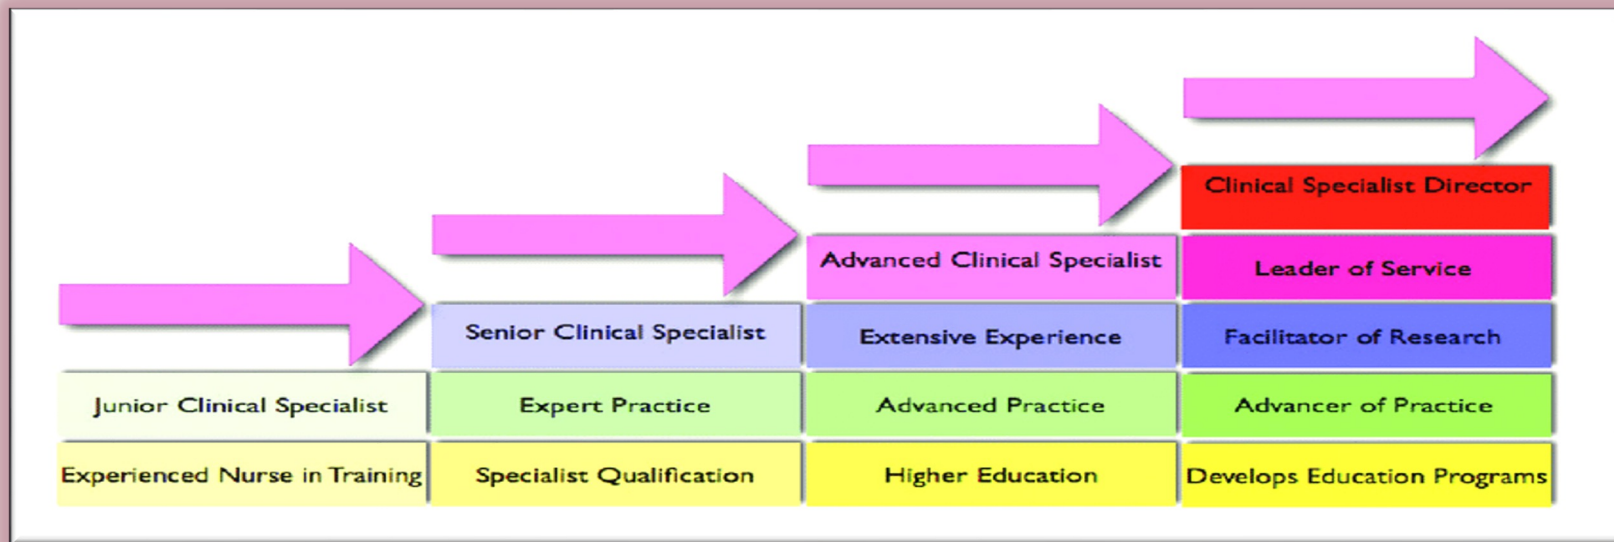 Clinical Specialist Director
Advanced Clinical Specialist
Leader of Service
Senior Clinical Specialist
Extensive Experience
Facilitator of Research
Junior Clinical Specialist
Expert Practice
Advanced Practice
Advancer of Practice
Experienced Nurse in Training
Specialist Qualification
Higher Education
Develops Education Programs